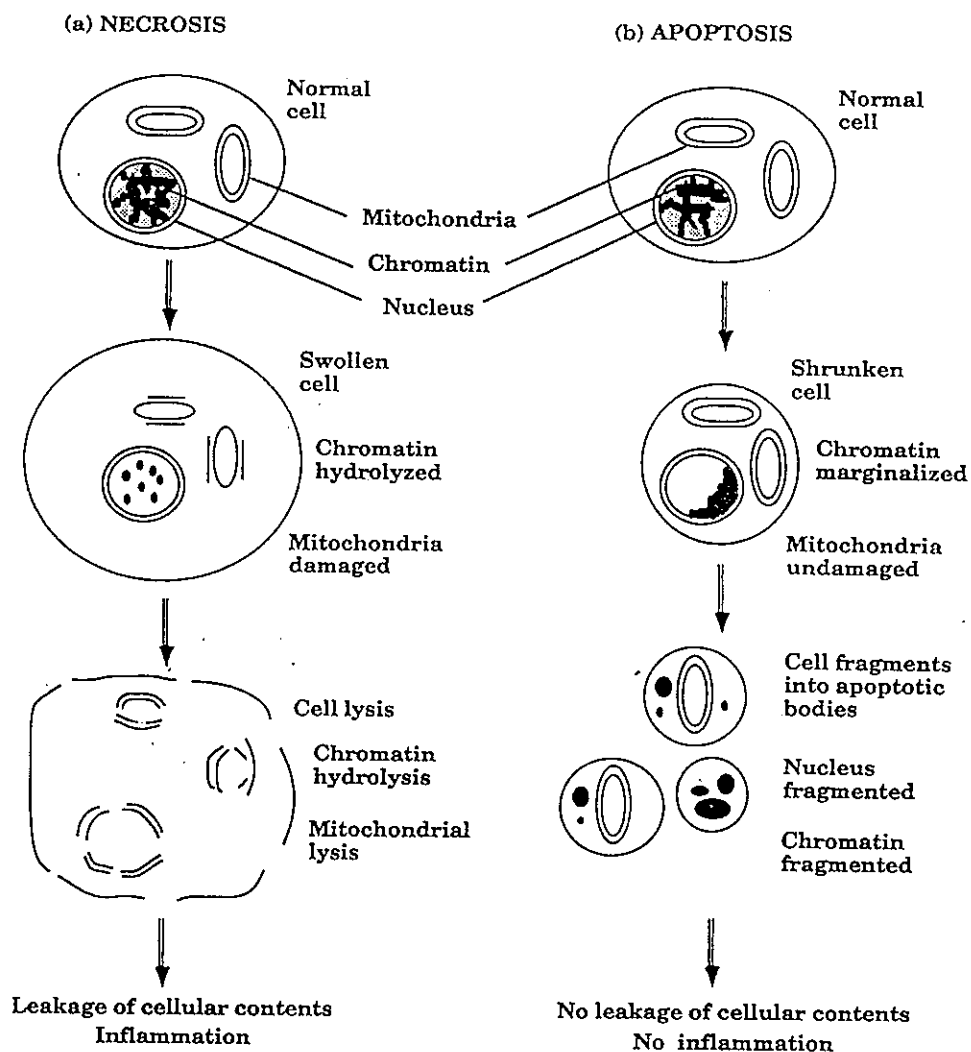 (a) NECROSIS
Normal
cell
Mitochondria
Chromatin
Nucleus
Swollen
cell
Chromatin
hydrolyzed
Mitochondria
damaged
Cell lysis
Chromatin
hydrolysis
Mitochondrial
lysis
Leakage of cellular contents
Inflammation
(b) APOPTOSIS
Normal
cell
Shrunken
cell
Chromatin
marginalized
Mitochondria
undamaged
Cell fragments
into apoptotic
bodies
Nucleus
fragmented
Chromatin
fragmented
No leakage of cellular contents
No inflammation